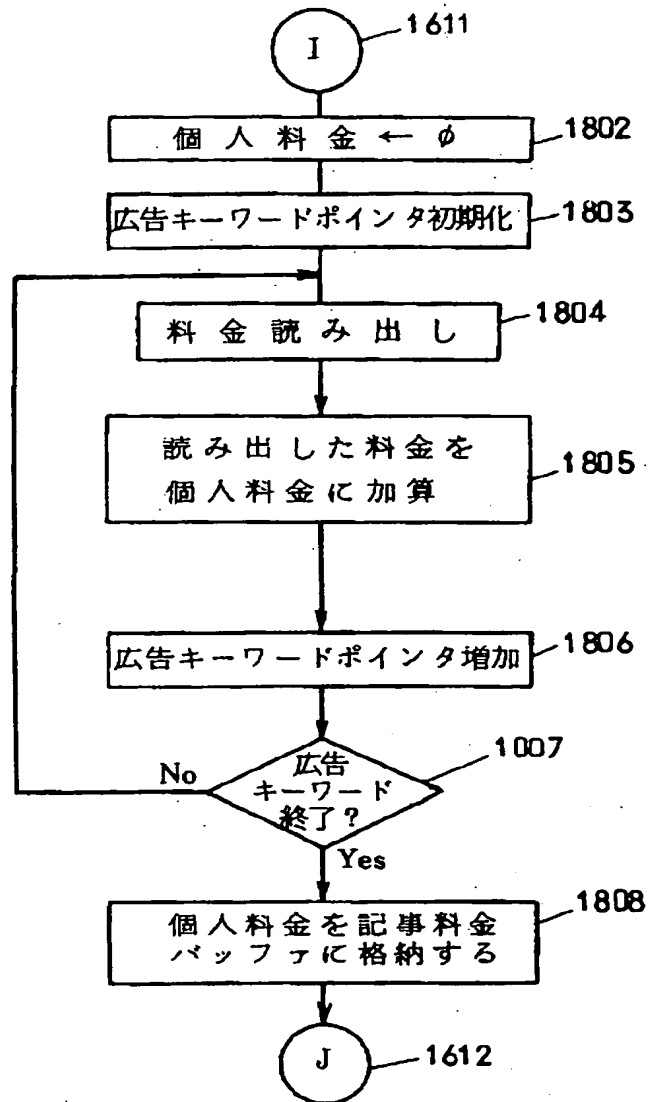 I
1611
個人料金 ← φ
1802
広告キーワードポインタ初期化
1803
料金読み出し
1804
読み出した料金を
個人料金に加算
1805
広告キーワードポインタ増加
1806
広告
キーワード
終了?
1007
No
Yes
個人料金を記事料金
バッファに格納する
1808
J
1612